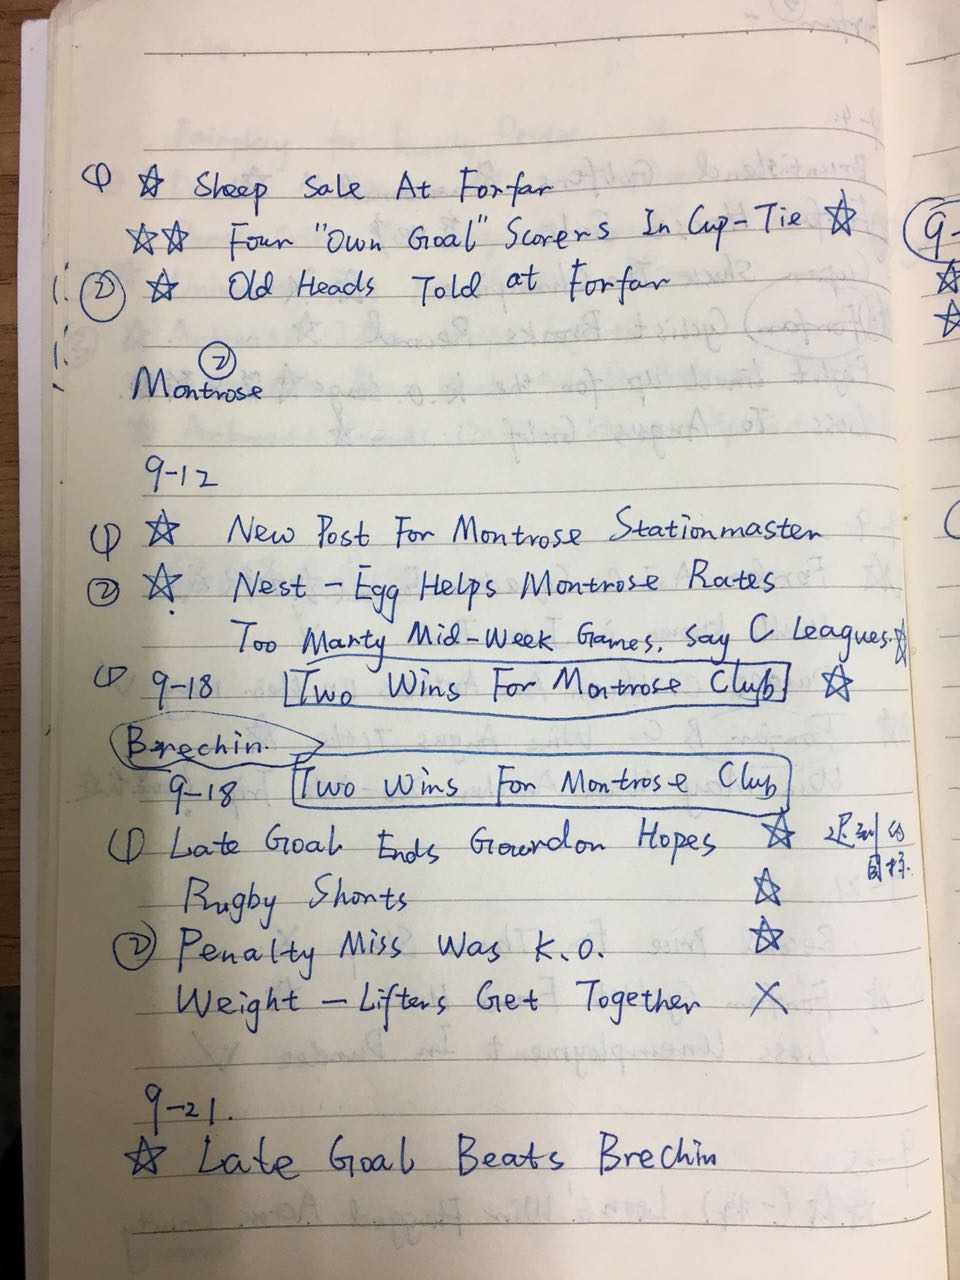 ① ☆ Sheep Sale At Forfar
☆☆ Four "Own Goal" Scorers In Cup-Tie ☆
② ☆ Old Heads Told at Forfar
②
Montrose
9-12
① ☆ New Post For Montrose Stationmaster
② ☆ Nest - Egg Helps Montrose Rates
Too Marty Mid-Week Games, say C Leagues ☆
① 9-18 Two Wins For Montrose Club ☆
Brechin
9-18 Two Wins For Montrose Club
① Late Goal Ends Gourdon Hopes ☆ 迟到的
目标.
Rugby Shorts ☆
② Penalty Miss Was K.O. ☆
Weight - Lifters Get Together ×
9-21.
☆ Late Goal Beats Brechin
9-
☆
☆